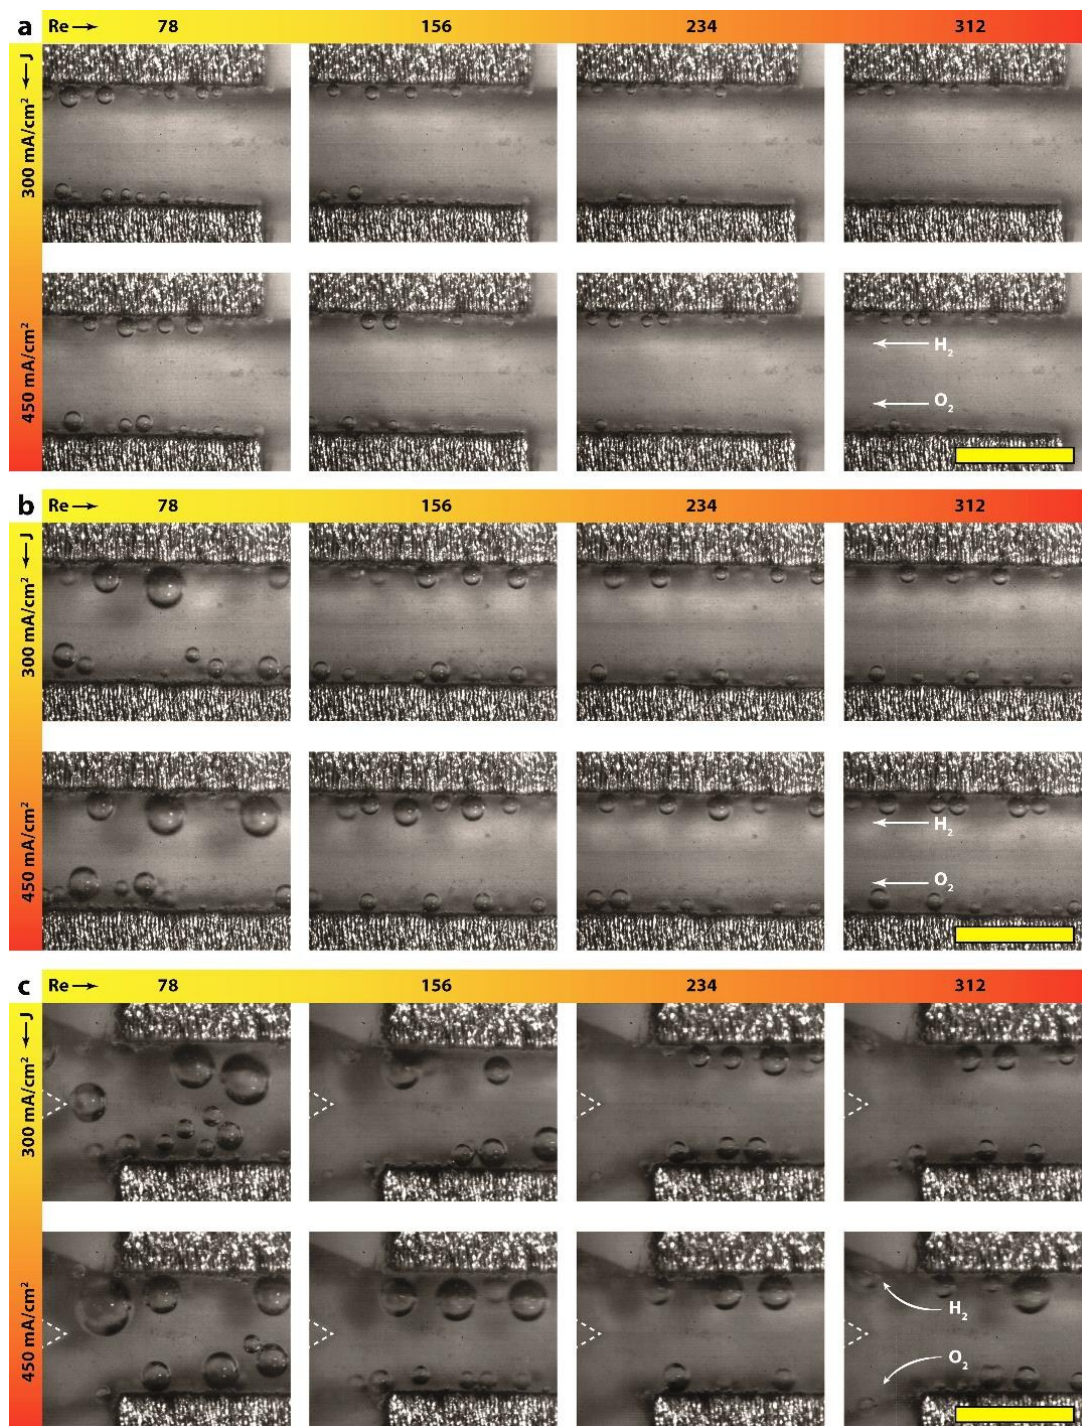 a Re→ 78 156 234 312
←J
300 mA/cm²
450 mA/cm²
H₂
O₂
b Re→ 78 156 234 312
←J
300 mA/cm²
450 mA/cm²
H₂
O₂
c Re→ 78 156 234 312
←J
300 mA/cm²
450 mA/cm²
H₂
O₂